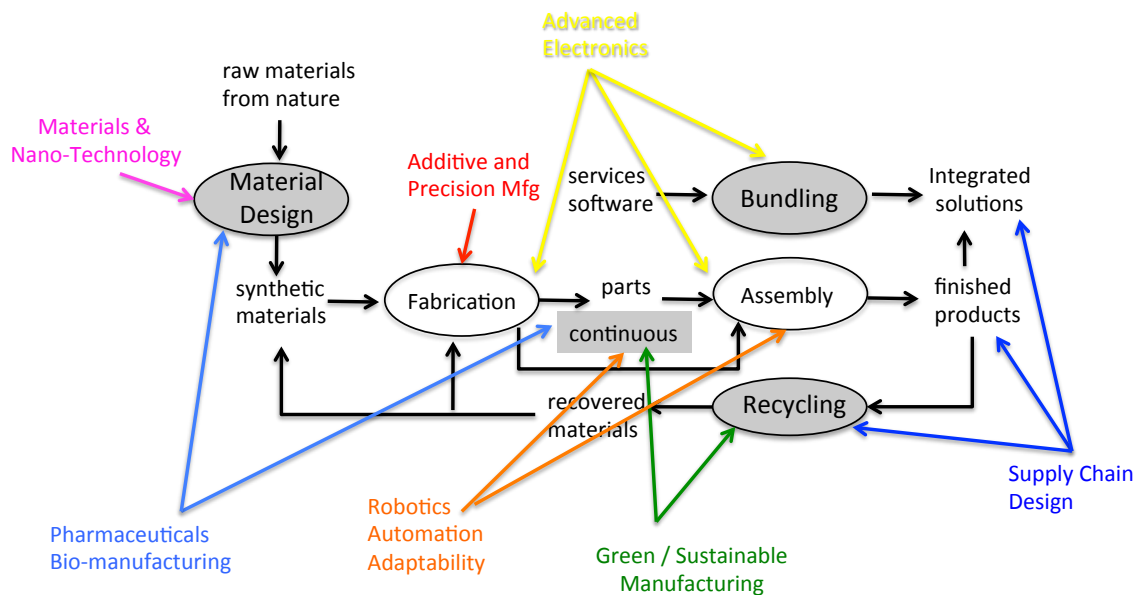 Advanced
Electronics
raw materials
from nature
Materials &
Nano-Technology
Additive and
Precision Mfg
services
software
Integrated
solutions
Material
Design
Bundling
synthetic
materials
Fabrication
parts
Assembly
finished
products
continuous
recovered
materials
Recycling
Supply Chain
Design
Pharmaceuticals
Bio-manufacturing
Robotics
Automation
Adaptability
Green / Sustainable
Manufacturing